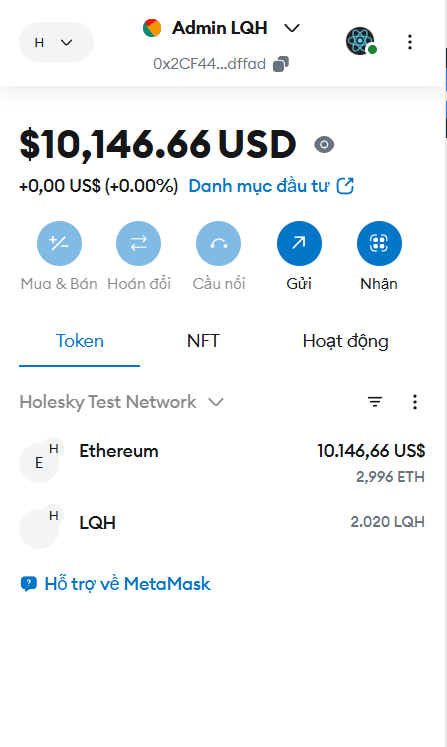 H
Admin LQH
0x2CF44...dffad
$10,146.66 USD
+0,00 US$ (+0.00%) Danh mục đầu tư
Mua & Bán Hoán đổi Cầu nối Gửi Nhận
Token NFT Hoạt động
Holesky Test Network
H
E
Ethereum 10.146,66 US$
2,996 ETH
H
LQH 2.020 LQH
Hỗ trợ về MetaMask